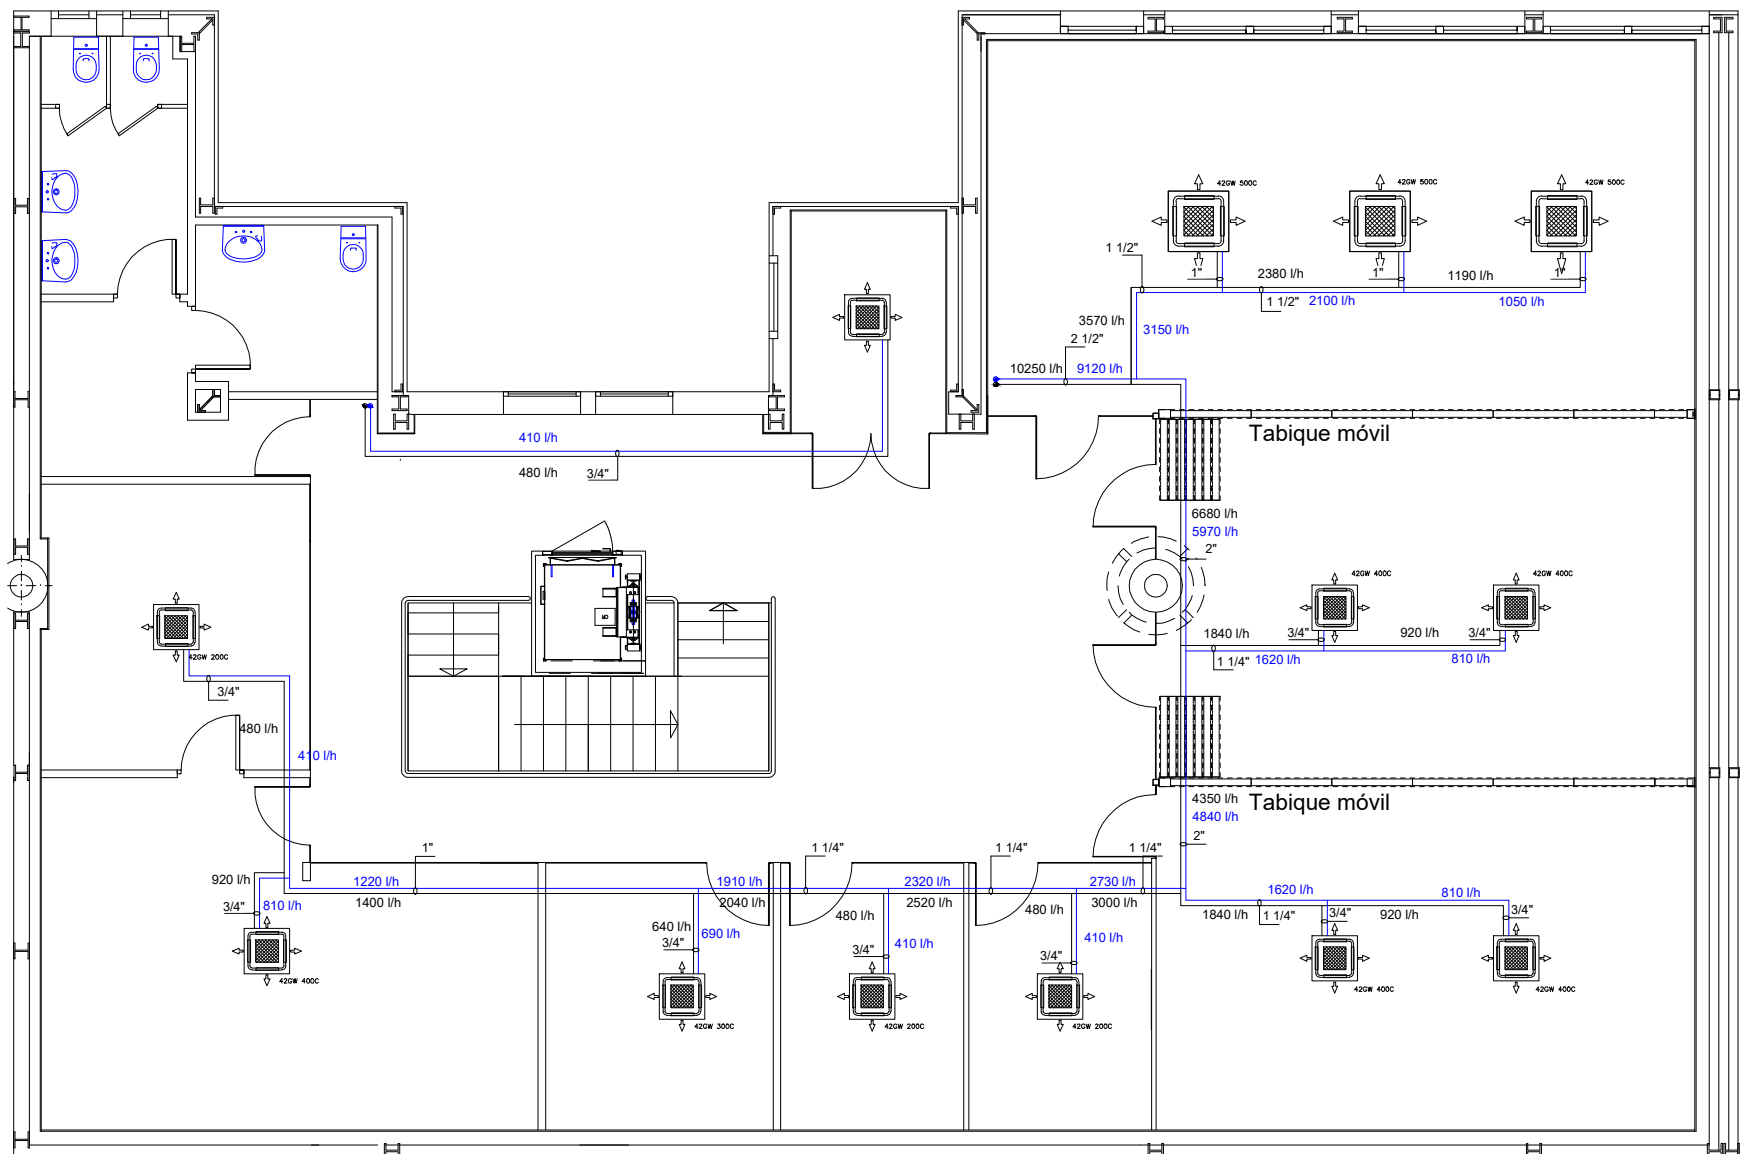 42GW 500C
42GW 500C
42GW 500C
1 1/2"
1"
2380 l/h
1"
1190 l/h
1"
1 1/2"
2100 l/h
1050 l/h
3570 l/h
3150 l/h
2 1/2"
10250 l/h
9120 l/h
Tabique móvil
410 l/h
480 l/h
3/4"
6680 l/h
5970 l/h
2"
42GW 400C
42GW 400C
1840 l/h
3/4"
920 l/h
3/4"
1 1/4"
1620 l/h
810 l/h
42GW 200C
3/4"
480 l/h
410 l/h
4350 l/h
Tabique móvil
4840 l/h
2"
1"
1 1/4"
1 1/4"
1 1/4"
920 l/h
1220 l/h
1910 l/h
2320 l/h
2730 l/h
1620 l/h
810 l/h
3/4"
810 l/h
1400 l/h
2040 l/h
2520 l/h
3000 l/h
480 l/h
480 l/h
1840 l/h
1 1/4"
3/4"
920 l/h
3/4"
640 l/h
690 l/h
3/4"
410 l/h
3/4"
410 l/h
3/4"
42GW 400C
42GW 300C
42GW 200C
42GW 200C
42GW 400C
42GW 400C